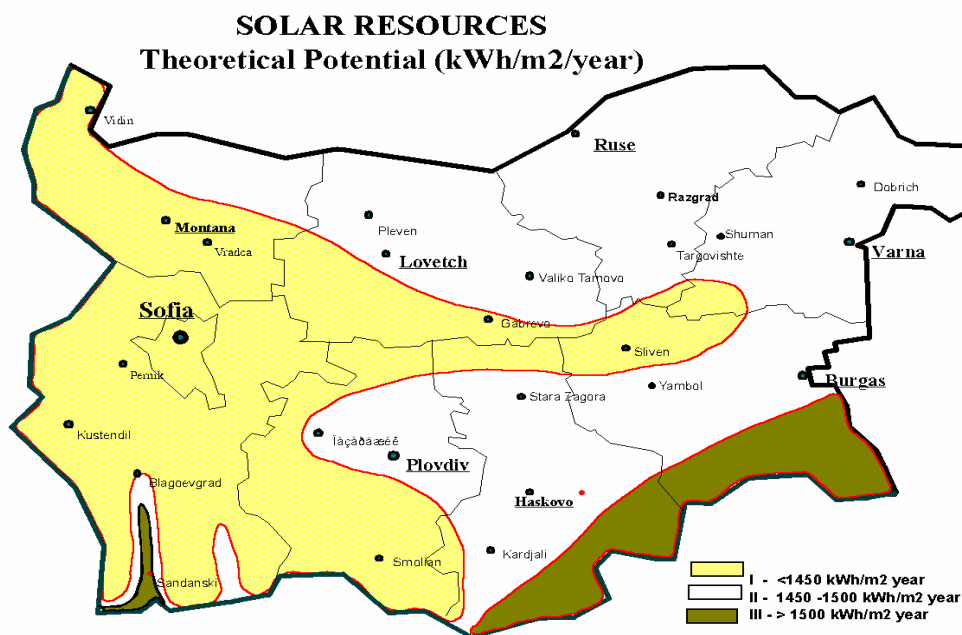 SOLAR RESOURCES
Theoretical Potential (kWh/m2/year)
Vidin
Ruse
Razgrad
Dobrich
Montana
Pleven
Vradca
Lovetch
Shuman
Targovishte
Varna
Valiko Tarnovo
Sofia
Gabrevo
Sliven
Pernik
Yambol
Burgas
Stara Zagora
Kustendil
Ïàçàðäæèê
Plovdiv
Blagoevgrad
Haskovo
Kardjali
Smolian
Sandanski
I - <1450 kWh/m2 year
II - 1450 -1500 kWh/m2 year
III - > 1500 kWh/m2 year